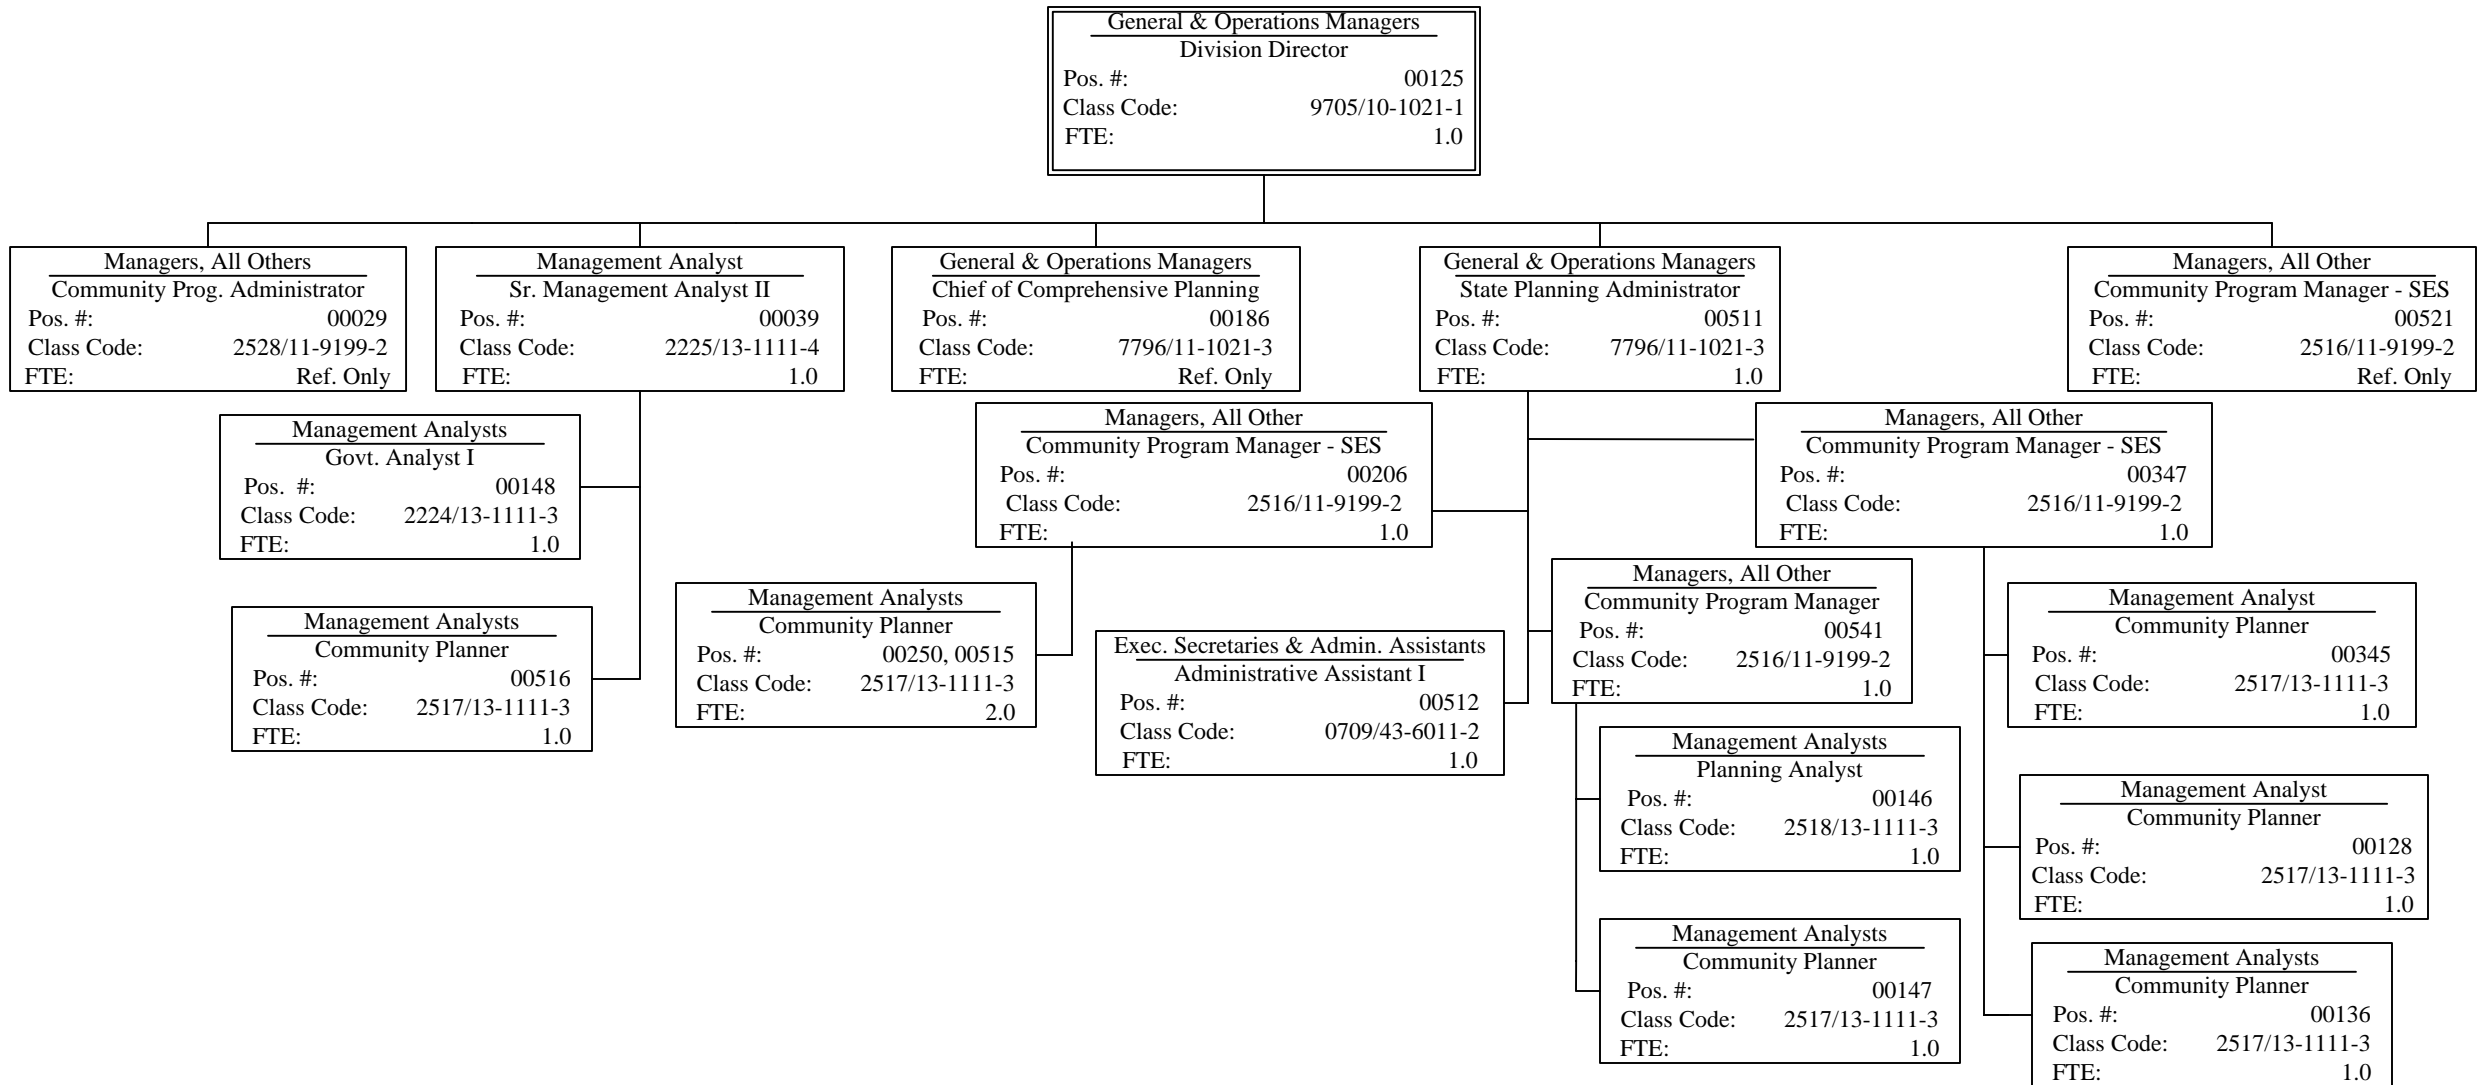 General & Operations Managers
Division Director
Pos. #: 00125
Class Code: 9705/10-1021-1
FTE: 1.0
Managers, All Others
Community Prog. Administrator
Pos. #: 00029
Class Code: 2528/11-9199-2
FTE: Ref. Only
Management Analyst
Sr. Management Analyst II
Pos. #: 00039
Class Code: 2225/13-1111-4
FTE: 1.0
General & Operations Managers
Chief of Comprehensive Planning
Pos. #: 00186
Class Code: 7796/11-1021-3
FTE: Ref. Only
General & Operations Managers
State Planning Administrator
Pos. #: 00511
Class Code: 7796/11-1021-3
FTE: 1.0
Managers, All Other
Community Program Manager - SES
Pos. #: 00521
Class Code: 2516/11-9199-2
FTE: Ref. Only
Management Analysts
Govt. Analyst I
Pos. #: 00148
Class Code: 2224/13-1111-3
FTE: 1.0
Managers, All Other
Community Program Manager - SES
Pos. #: 00206
Class Code: 2516/11-9199-2
FTE: 1.0
Managers, All Other
Community Program Manager - SES
Pos. #: 00347
Class Code: 2516/11-9199-2
FTE: 1.0
Management Analysts
Community Planner
Pos. #: 00516
Class Code: 2517/13-1111-3
FTE: 1.0
Management Analysts
Community Planner
Pos. #: 00250, 00515
Class Code: 2517/13-1111-3
FTE: 2.0
Exec. Secretaries & Admin. Assistants
Administrative Assistant I
Pos. #: 00512
Class Code: 0709/43-6011-2
FTE: 1.0
Managers, All Other
Community Program Manager
Pos. #: 00541
Class Code: 2516/11-9199-2
FTE: 1.0
Management Analyst
Community Planner
Pos. #: 00345
Class Code: 2517/13-1111-3
FTE: 1.0
Management Analysts
Planning Analyst
Pos. #: 00146
Class Code: 2518/13-1111-3
FTE: 1.0
Management Analyst
Community Planner
Pos. #: 00128
Class Code: 2517/13-1111-3
FTE: 1.0
Management Analysts
Community Planner
Pos. #: 00147
Class Code: 2517/13-1111-3
FTE: 1.0
Management Analysts
Community Planner
Pos. #: 00136
Class Code: 2517/13-1111-3
FTE: 1.0